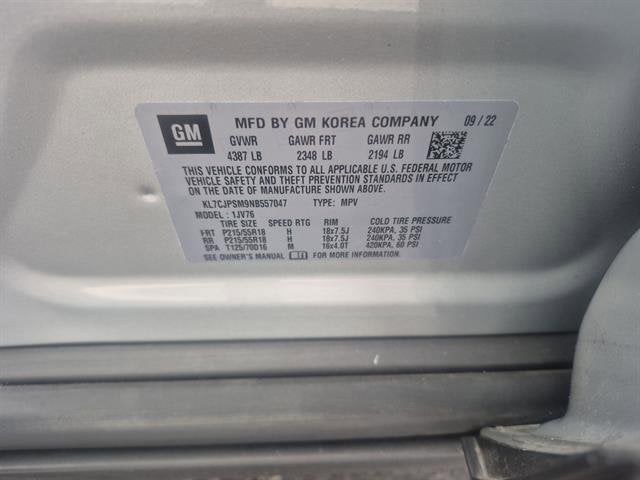 GM
MFD BY GM KOREA COMPANY 09/22
GVWR GAWR FRT GAWR RR
4387 LB 2348 LB 2194 LB
THIS VEHICLE CONFORMS TO ALL APPLICABLE U.S. FEDERAL MOTOR
VEHICLE SAFETY AND THEFT PREVENTION STANDARDS IN EFFECT ON
THE DATE OF MANUFACTURE SHOWN ABOVE.
KL7CJPSM9NB557047 TYPE: MPV
MODEL: 1JV76
TIRE SIZE SPEED RTG RIM COLD TIRE PRESSURE
FRT P215/55R18 H 18x7.5J 240KPA, 35 PSI
RR P215/55R18 H 18x7.5J 240KPA, 35 PSI
SPA T125/70D16 M 16x4.0T 420KPA, 60 PSI
SEE OWNER'S MANUAL FOR MORE INFORMATION.